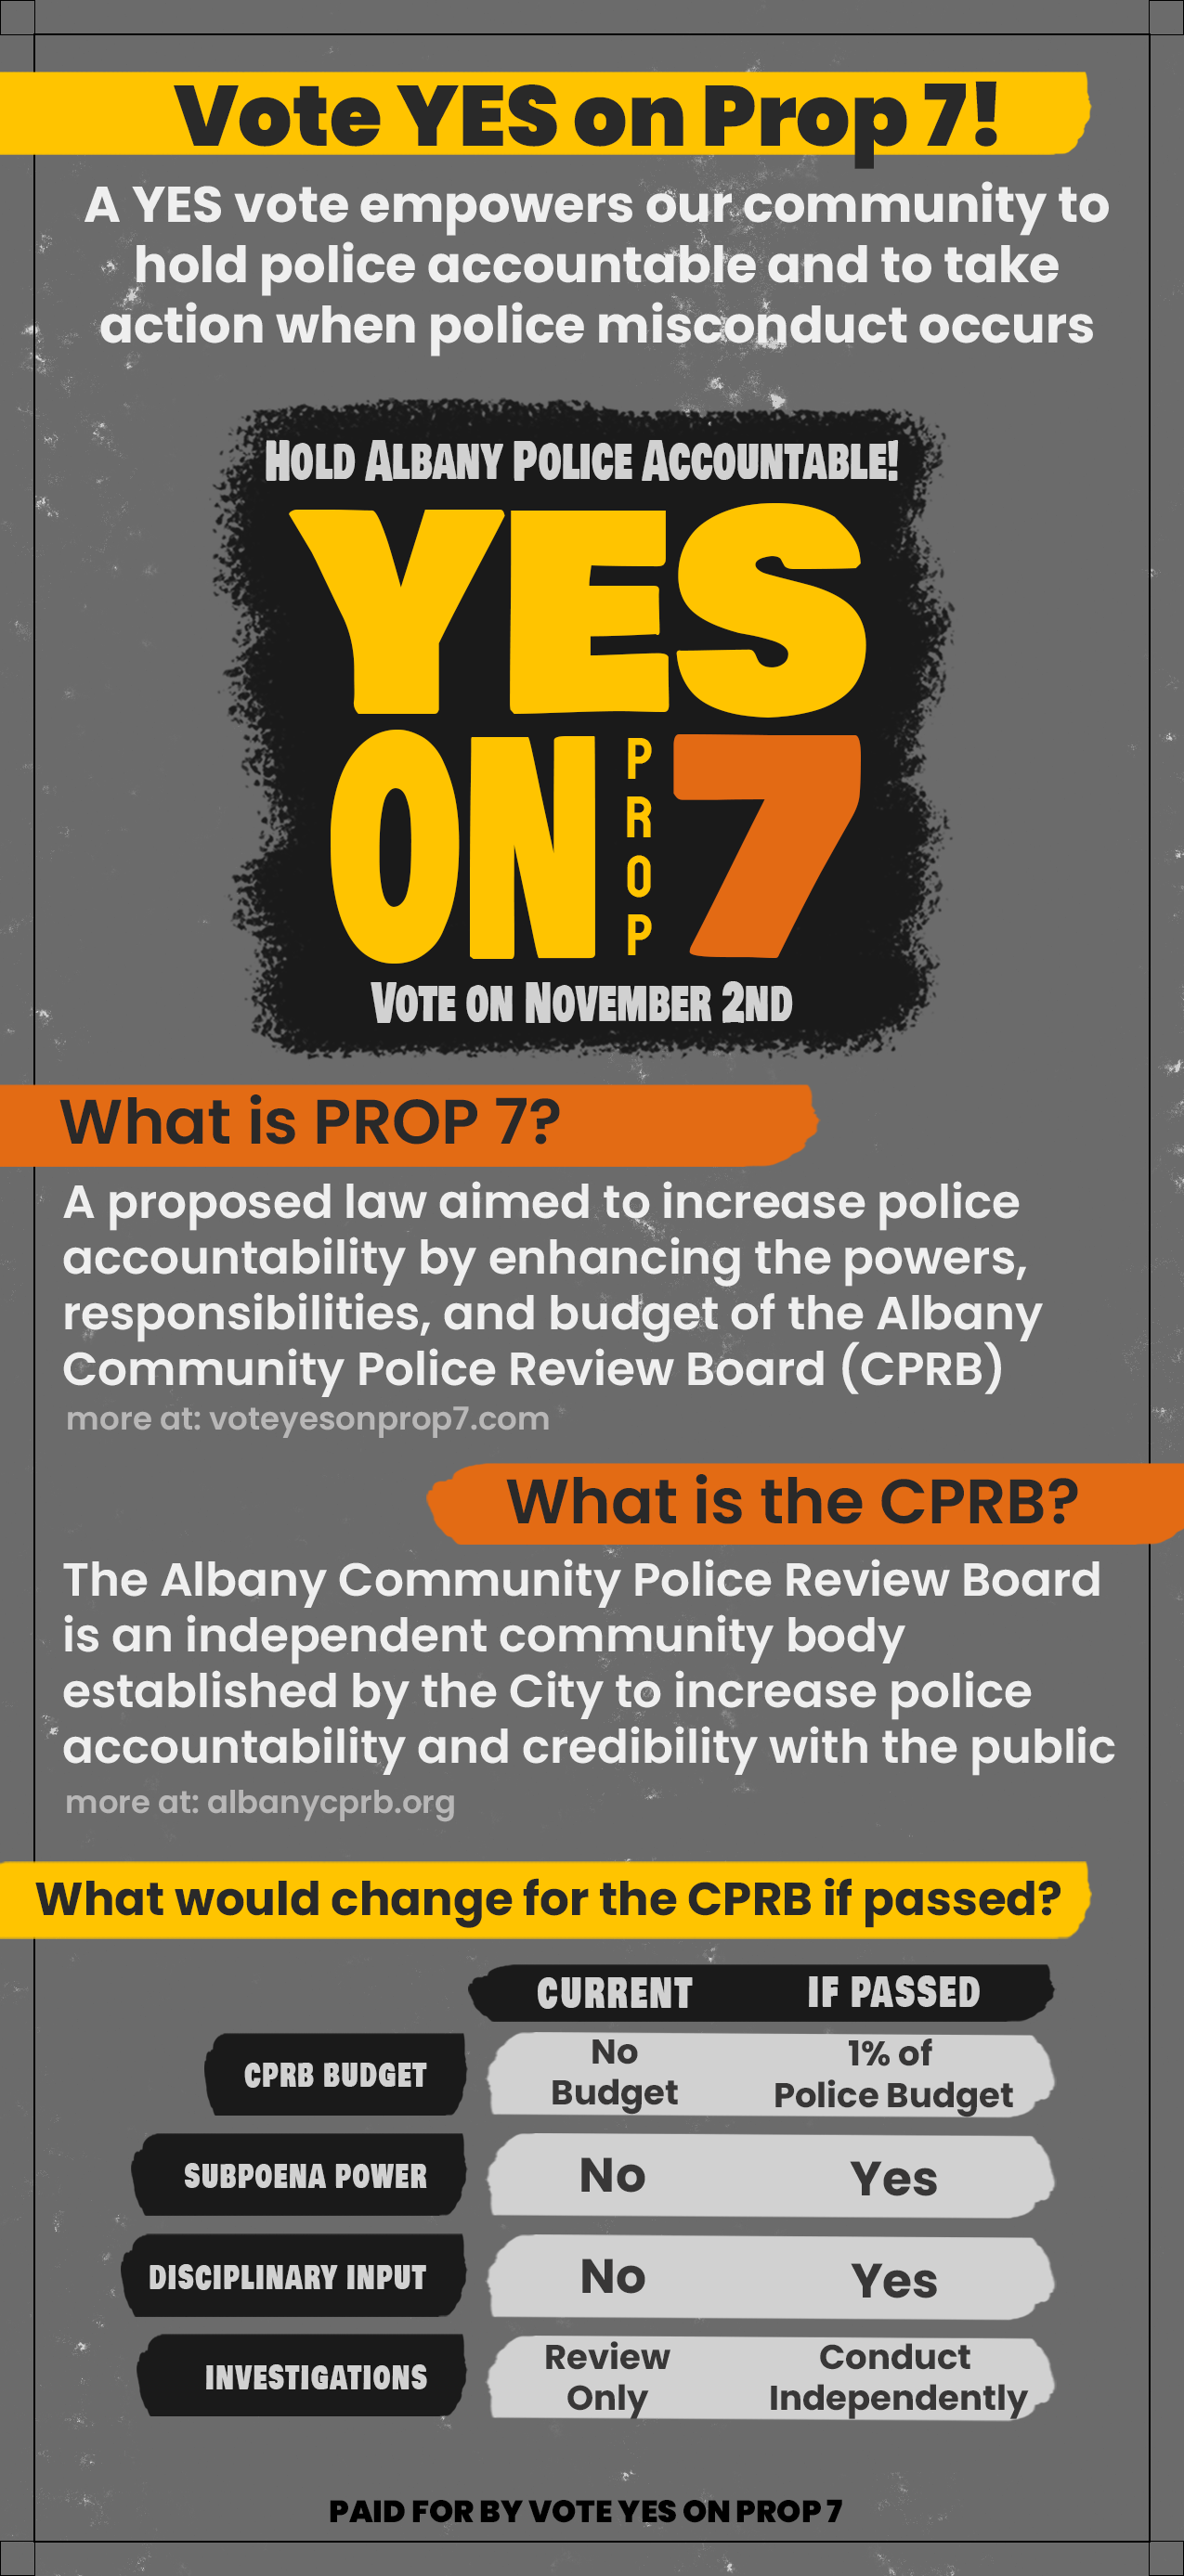 Vote YES on Prop 7!
A YES vote empowers our community to
hold police accountable and to take
action when police misconduct occurs
HOLD ALBANY POLICE ACCOUNTABLE!
YES
ON PROP 7
VOTE ON NOVEMBER 2ND
What is PROP 7?
A proposed law aimed to increase police
accountability by enhancing the powers,
responsibilities, and budget of the Albany
Community Police Review Board (CPRB)
more at: voteyesonprop7.com
What is the CPRB?
The Albany Community Police Review Board
is an independent community body
established by the City to increase police
accountability and credibility with the public
more at: albanycprb.org
What would change for the CPRB if passed?
CURRENT IF PASSED
CPRB BUDGET No Budget 1% of Police Budget
SUBPOENA POWER No Yes
DISCIPLINARY INPUT No Yes
INVESTIGATIONS Review Only Conduct Independently
PAID FOR BY VOTE YES ON PROP 7